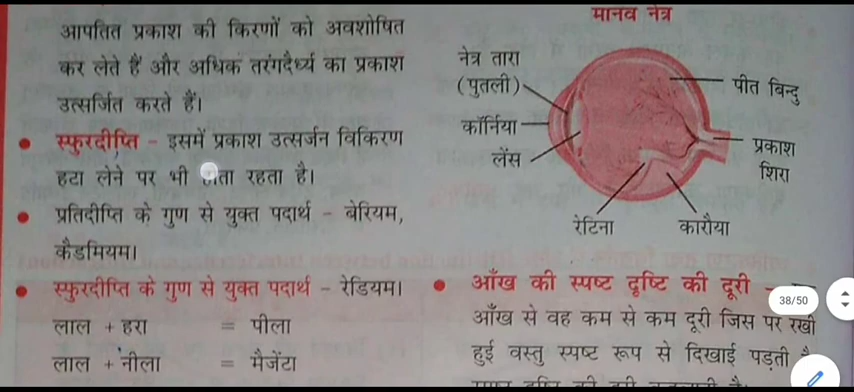 आपतित प्रकाश की किरणों को अवशोषित
कर लेते हैं और अधिक तरंगदैर्ध्य का प्रकाश
उत्सर्जित करते हैं।
स्फुरदीप्ति - इसमें प्रकाश उत्सर्जन विकिरण
हटा लेने पर भी होता रहता है।
प्रतिदीप्ति के गुण से युक्त पदार्थ - बेरियम,
कैडमियम।
स्फुरदीप्ति के गुण से युक्त पदार्थ - रेडियम।
लाल + हरा = पीला
लाल + नीला = मैजेंटा
मानव नेत्र
नेत्र तारा
(पुतली)
कॉर्निया
लेंस
पीत बिन्दु
प्रकाश
शिरा
रेटिना
कारौया
आँख की स्पष्ट दृष्टि की दूरी -
आँख से वह कम से कम दूरी जिस पर रखी
हुई वस्तु स्पष्ट रूप से दिखाई पड़ती
38/50